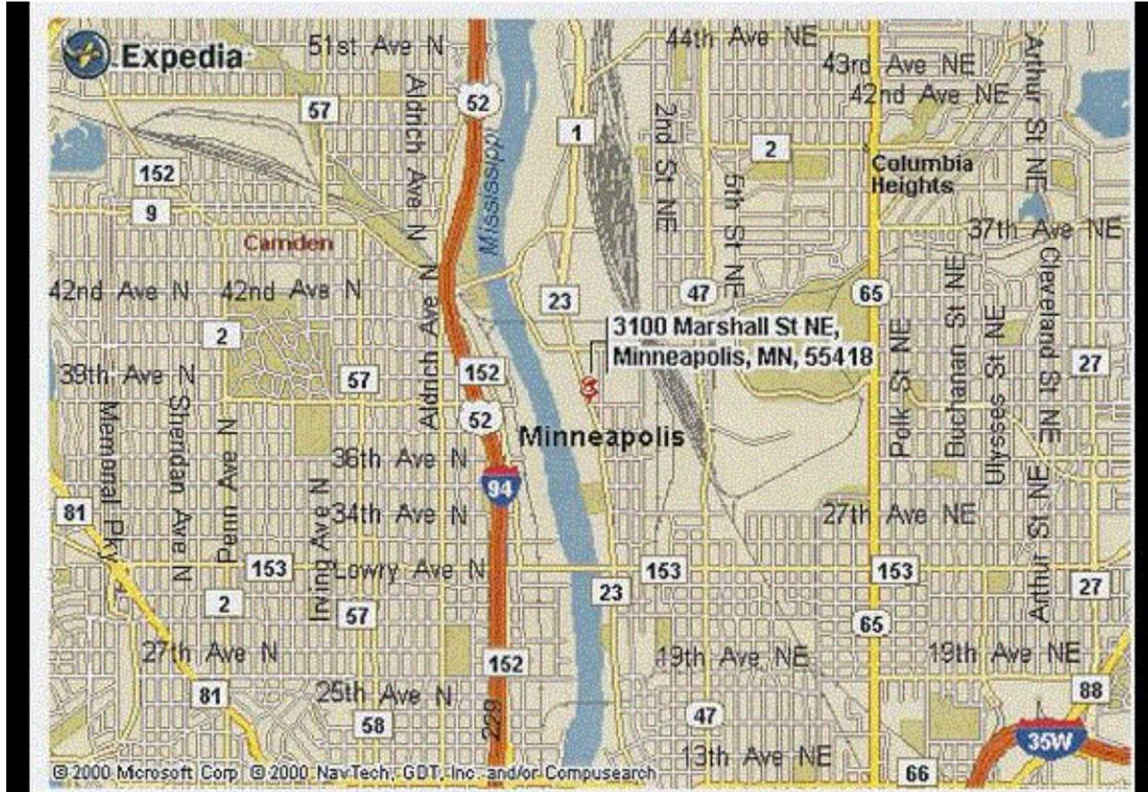 Expedia
51st Ave N
44th Ave NE
43rd Ave NE
42nd Ave NE
Arthur St NE
57
52
Aldrich Ave N
1
2nd St NE
2
Mississippi
Columbia
Heights
152
5th St NE
9
37th Ave NE
Camden
Cleveland St NE
42nd Ave N
42nd Ave N
Aldrich Ave N
23
47
65
Buchanan St NE
Ulysses St NE
2
3100 Marshall St NE,
Minneapolis, MN, 55418
Polk St NE
27
39th Ave N
57
152
52
Minneapolis
Memorial Pky
Sheridan Ave N
Penn Ave N
36th Ave N
94
81
34th Ave N
Irving Ave N
27th Ave NE
Arthur St NE
153
Lowry Ave N
153
153
2
57
23
27
65
27th Ave N
152
19th Ave NE
19th Ave NE
81
25th Ave N
88
58
229
47
35W
13th Ave NE
66
© 2000 Microsoft Corp © 2000 NavTech, GDT, Inc. and/or Compusearch